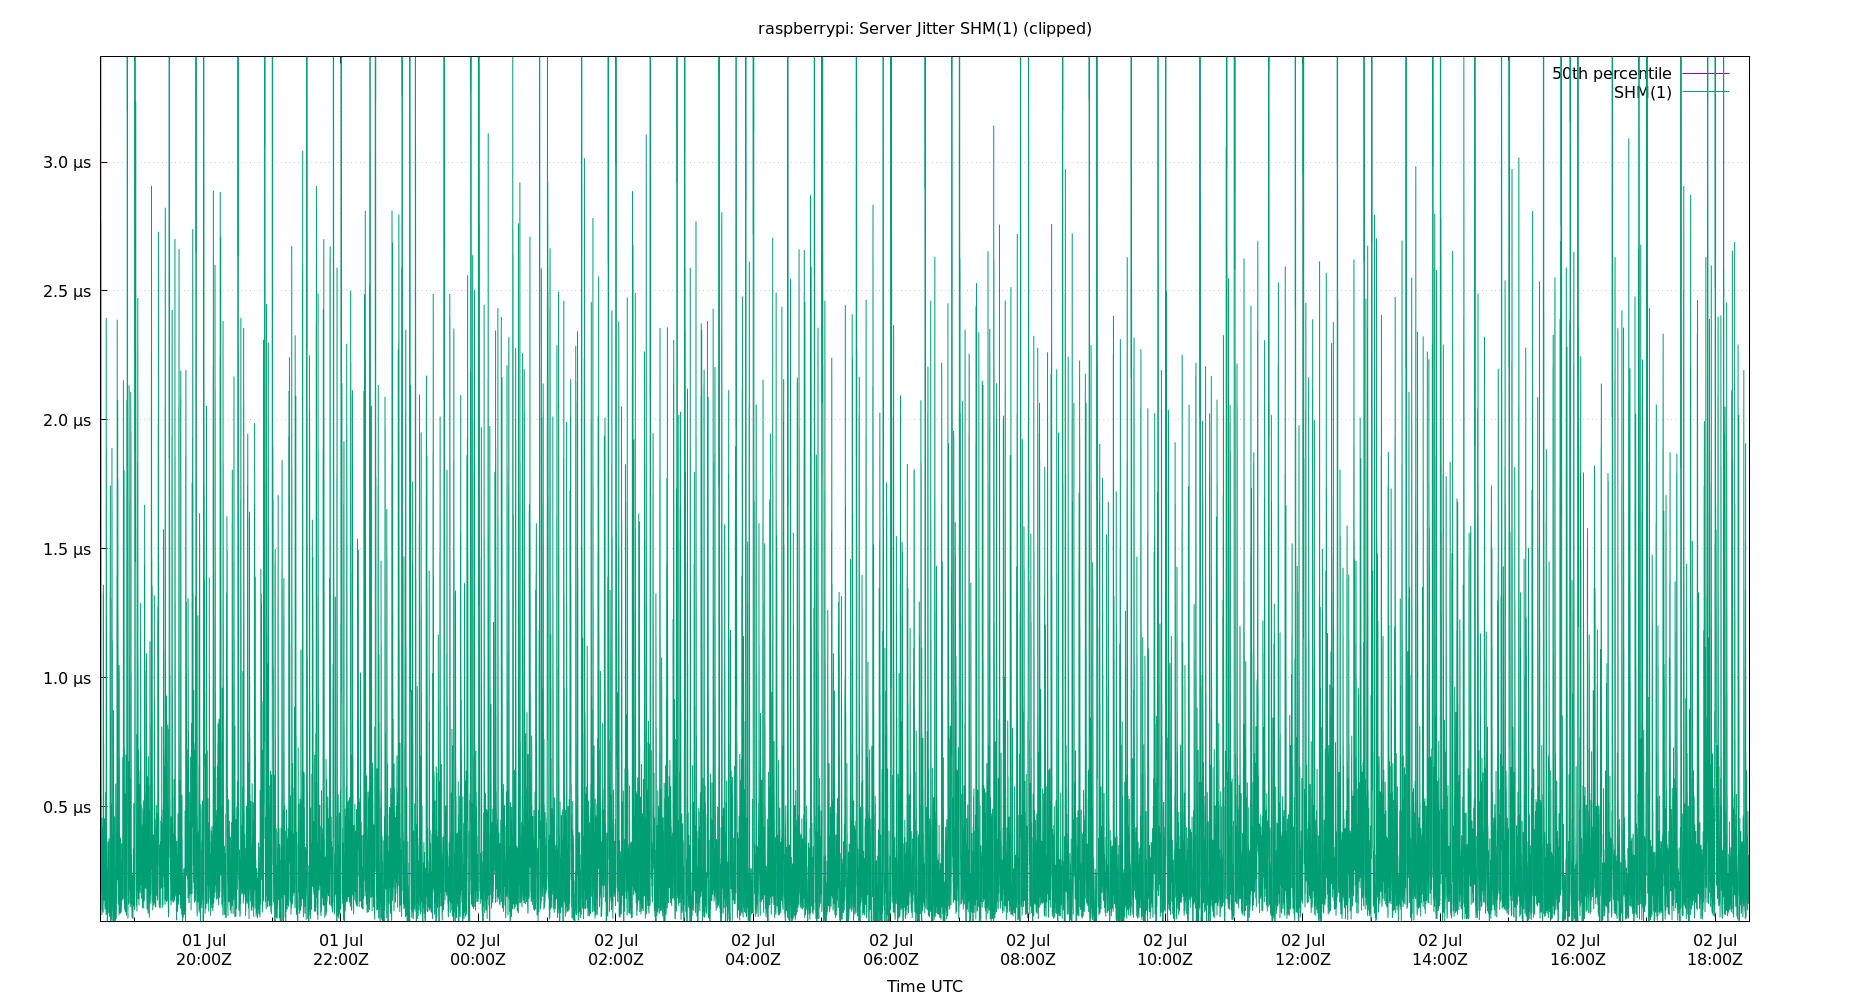 raspberrypi: Server Jitter SHM(1) (clipped)
50th percentile
SHM(1)
3.0 μs
2.5 μs
2.0 μs
1.5 μs
1.0 μs
0.5 μs
01 Jul 01 Jul 02 Jul 02 Jul 02 Jul 02 Jul 02 Jul 02 Jul 02 Jul 02 Jul 02 Jul 02 Jul
20:00Z 22:00Z 00:00Z 02:00Z 04:00Z 06:00Z 08:00Z 10:00Z 12:00Z 14:00Z 16:00Z 18:00Z
Time UTC